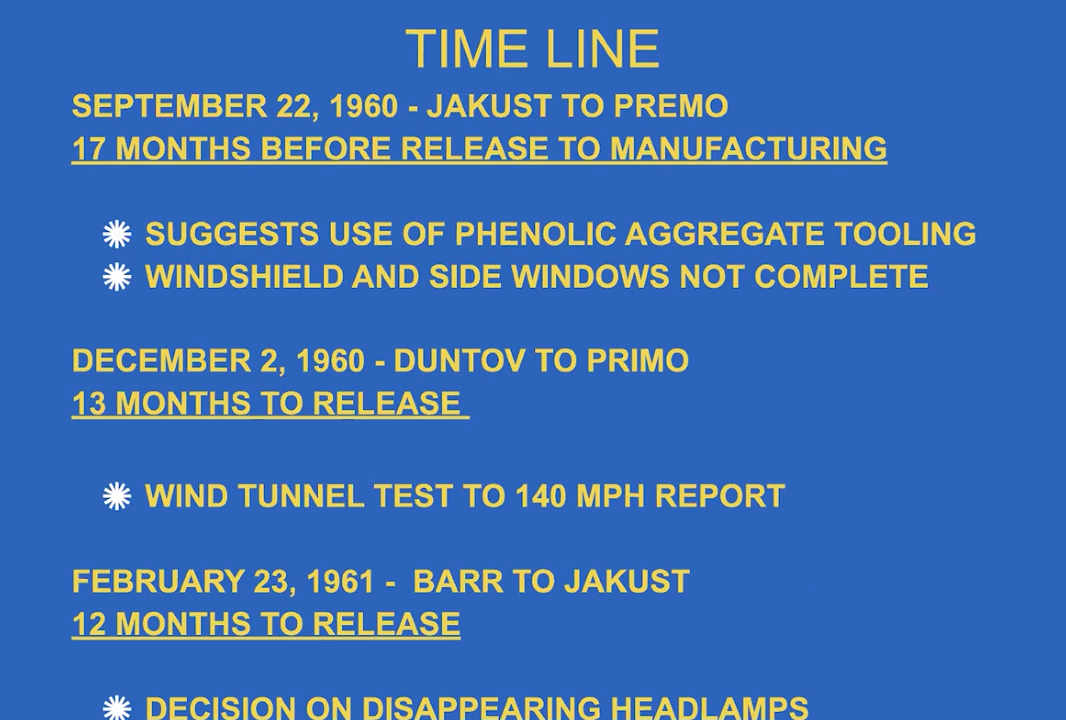 TIME LINE
SEPTEMBER 22, 1960 - JAKUST TO PREMO
17 MONTHS BEFORE RELEASE TO MANUFACTURING
SUGGESTS USE OF PHENOLIC AGGREGATE TOOLING
WINDSHIELD AND SIDE WINDOWS NOT COMPLETE
DECEMBER 2, 1960 - DUNTOV TO PRIMO
13 MONTHS TO RELEASE
WIND TUNNEL TEST TO 140 MPH REPORT
FEBRUARY 23, 1961 - BARR TO JAKUST
12 MONTHS TO RELEASE
DECISION ON DISAPPEARING HEADLAMPS